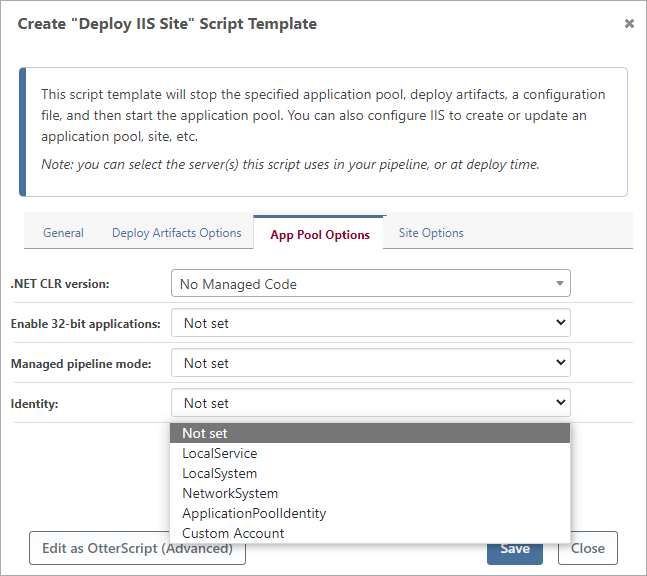 Create "Deploy IIS Site" Script Template
This script template will stop the specified application pool, deploy artifacts, a configuration
file, and then start the application pool. You can also configure IIS to create or update an
application pool, site, etc.
Note: you can select the server(s) this script uses in your pipeline, or at deploy time.
General Deploy Artifacts Options App Pool Options Site Options
.NET CLR version: No Managed Code
Enable 32-bit applications: Not set
Managed pipeline mode: Not set
Identity: Not set
Not set
LocalService
LocalSystem
NetworkSystem
ApplicationPoolIdentity
Custom Account
Edit as OtterScript (Advanced) Save Close